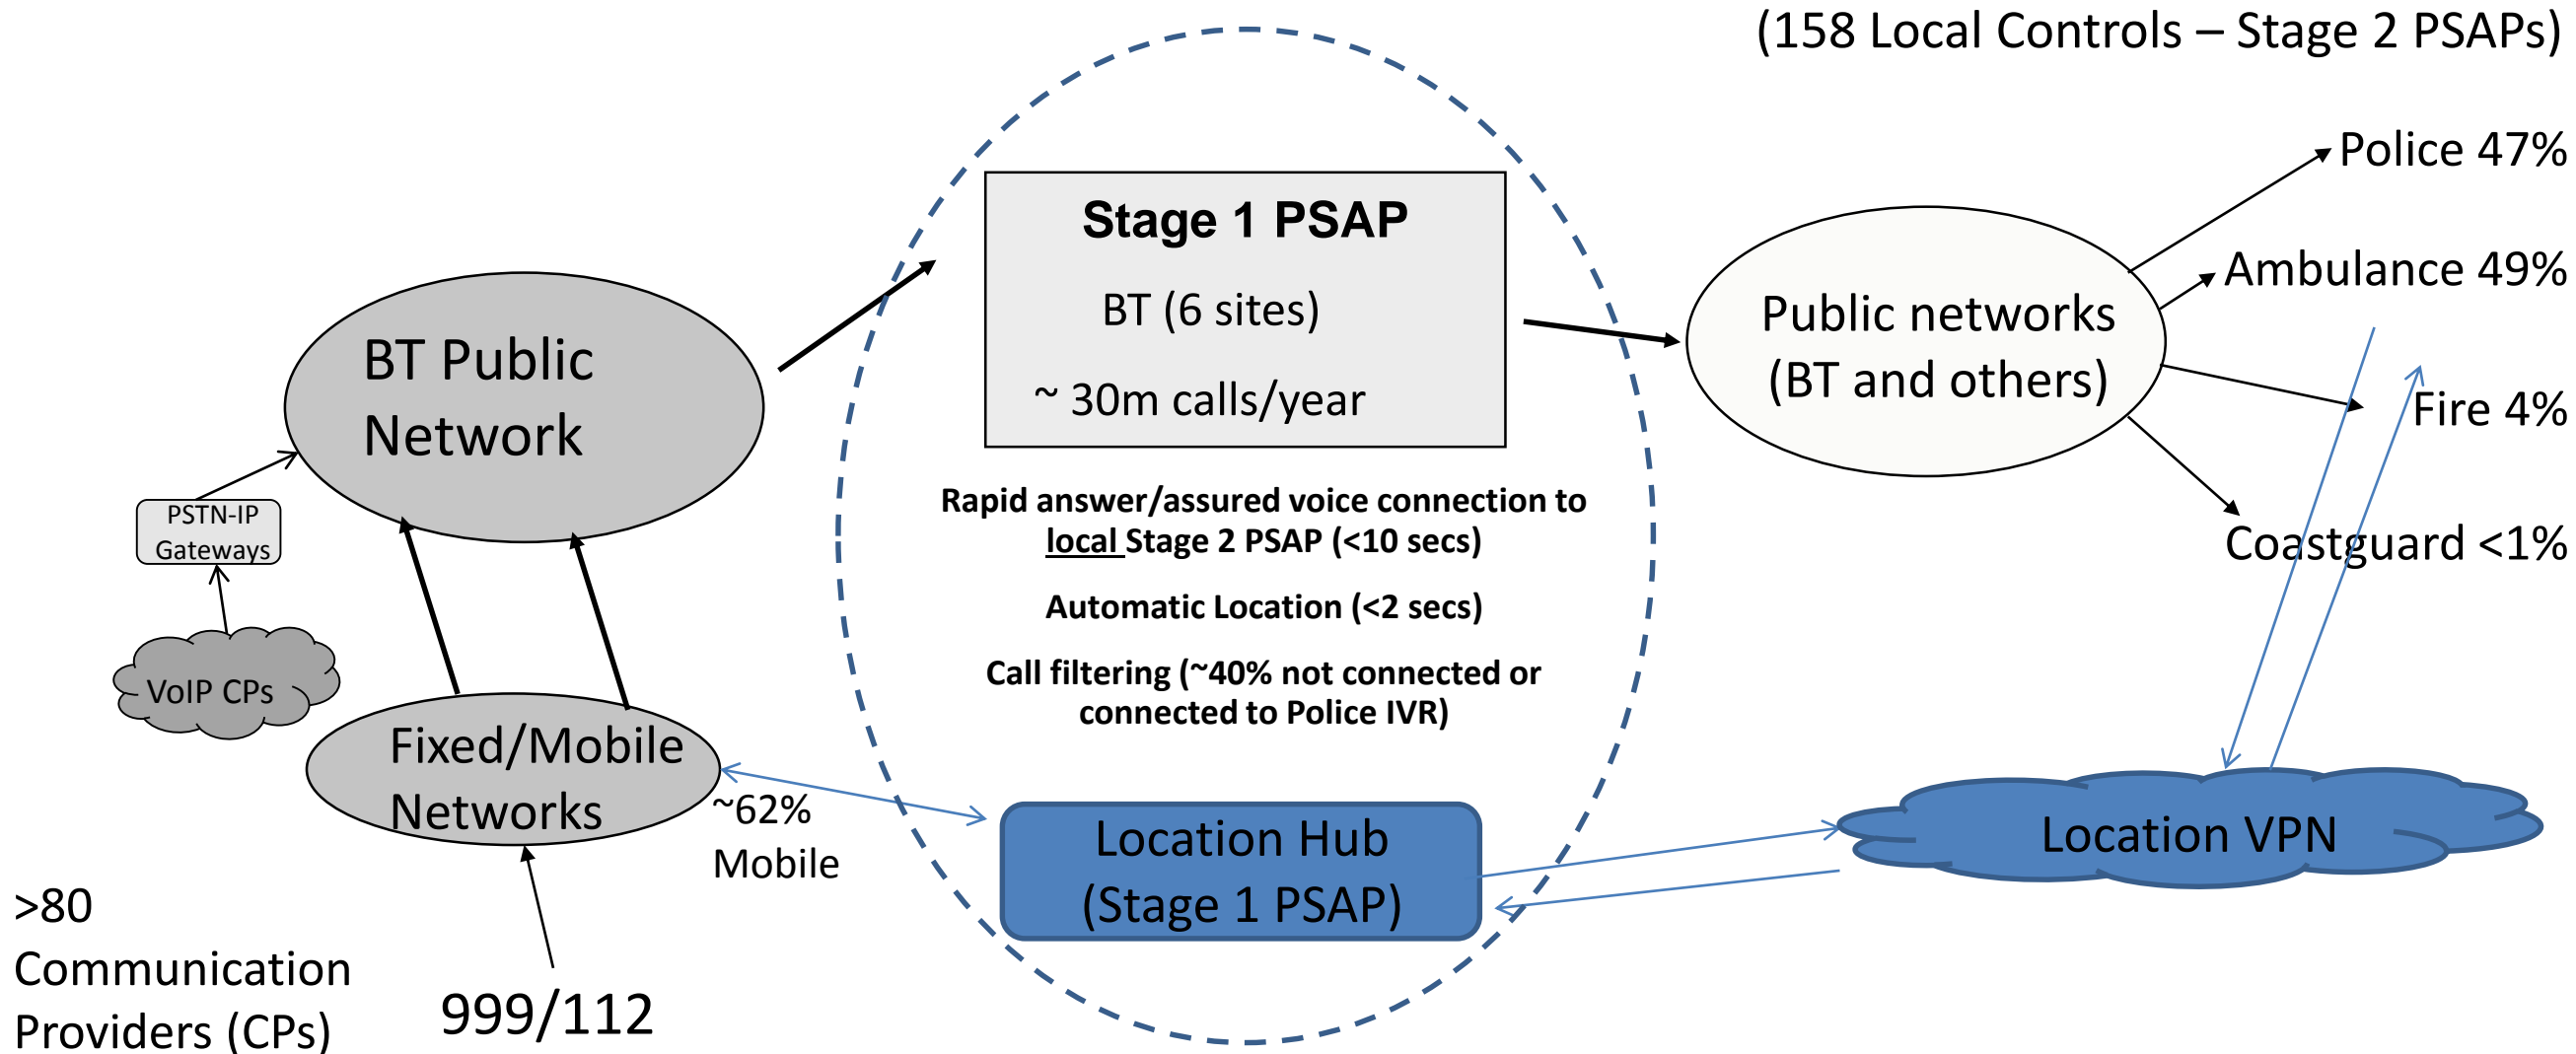 (158 Local Controls – Stage 2 PSAPs)
Police 47%
Ambulance 49%
Fire 4%
Coastguard <1%
Public networks
(BT and others)
Stage 1 PSAP
BT (6 sites)
~ 30m calls/year
Rapid answer/assured voice connection to
local Stage 2 PSAP (<10 secs)
Automatic Location (<2 secs)
Call filtering (~40% not connected or
connected to Police IVR)
BT Public
Network
PSTN-IP
Gateways
VoIP CPs
Fixed/Mobile
Networks
~62%
Mobile
Location Hub
(Stage 1 PSAP)
Location VPN
>80
Communication
Providers (CPs)
999/112